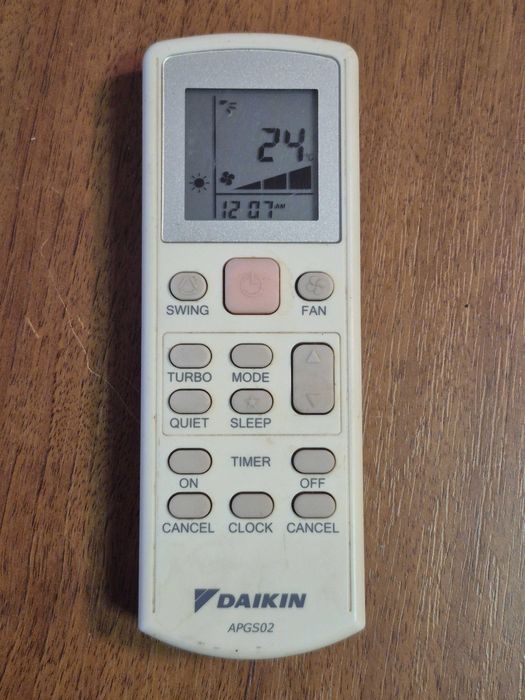 24°c
12 07 AM
SWING FAN
TURBO MODE
QUIET SLEEP
ON TIMER OFF
CANCEL CLOCK CANCEL
DAIKIN
APGS02